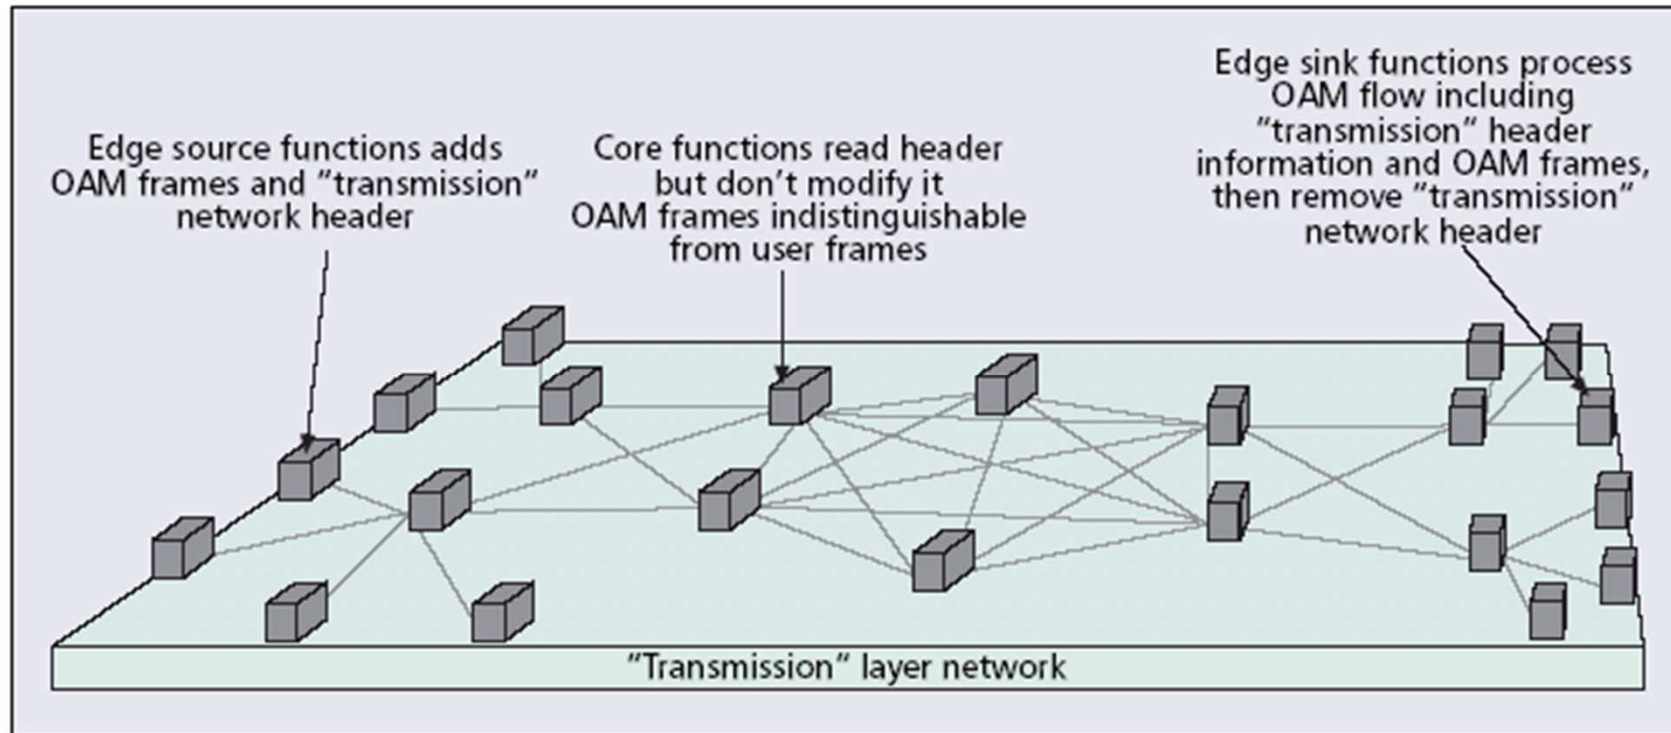 Edge source functions adds
OAM frames and "transmission"
network header
Core functions read header
but don't modify it
OAM frames indistinguishable
from user frames
Edge sink functions process
OAM flow including
"transmission" header
information and OAM frames,
then remove "transmission"
network header
"Transmission" layer network